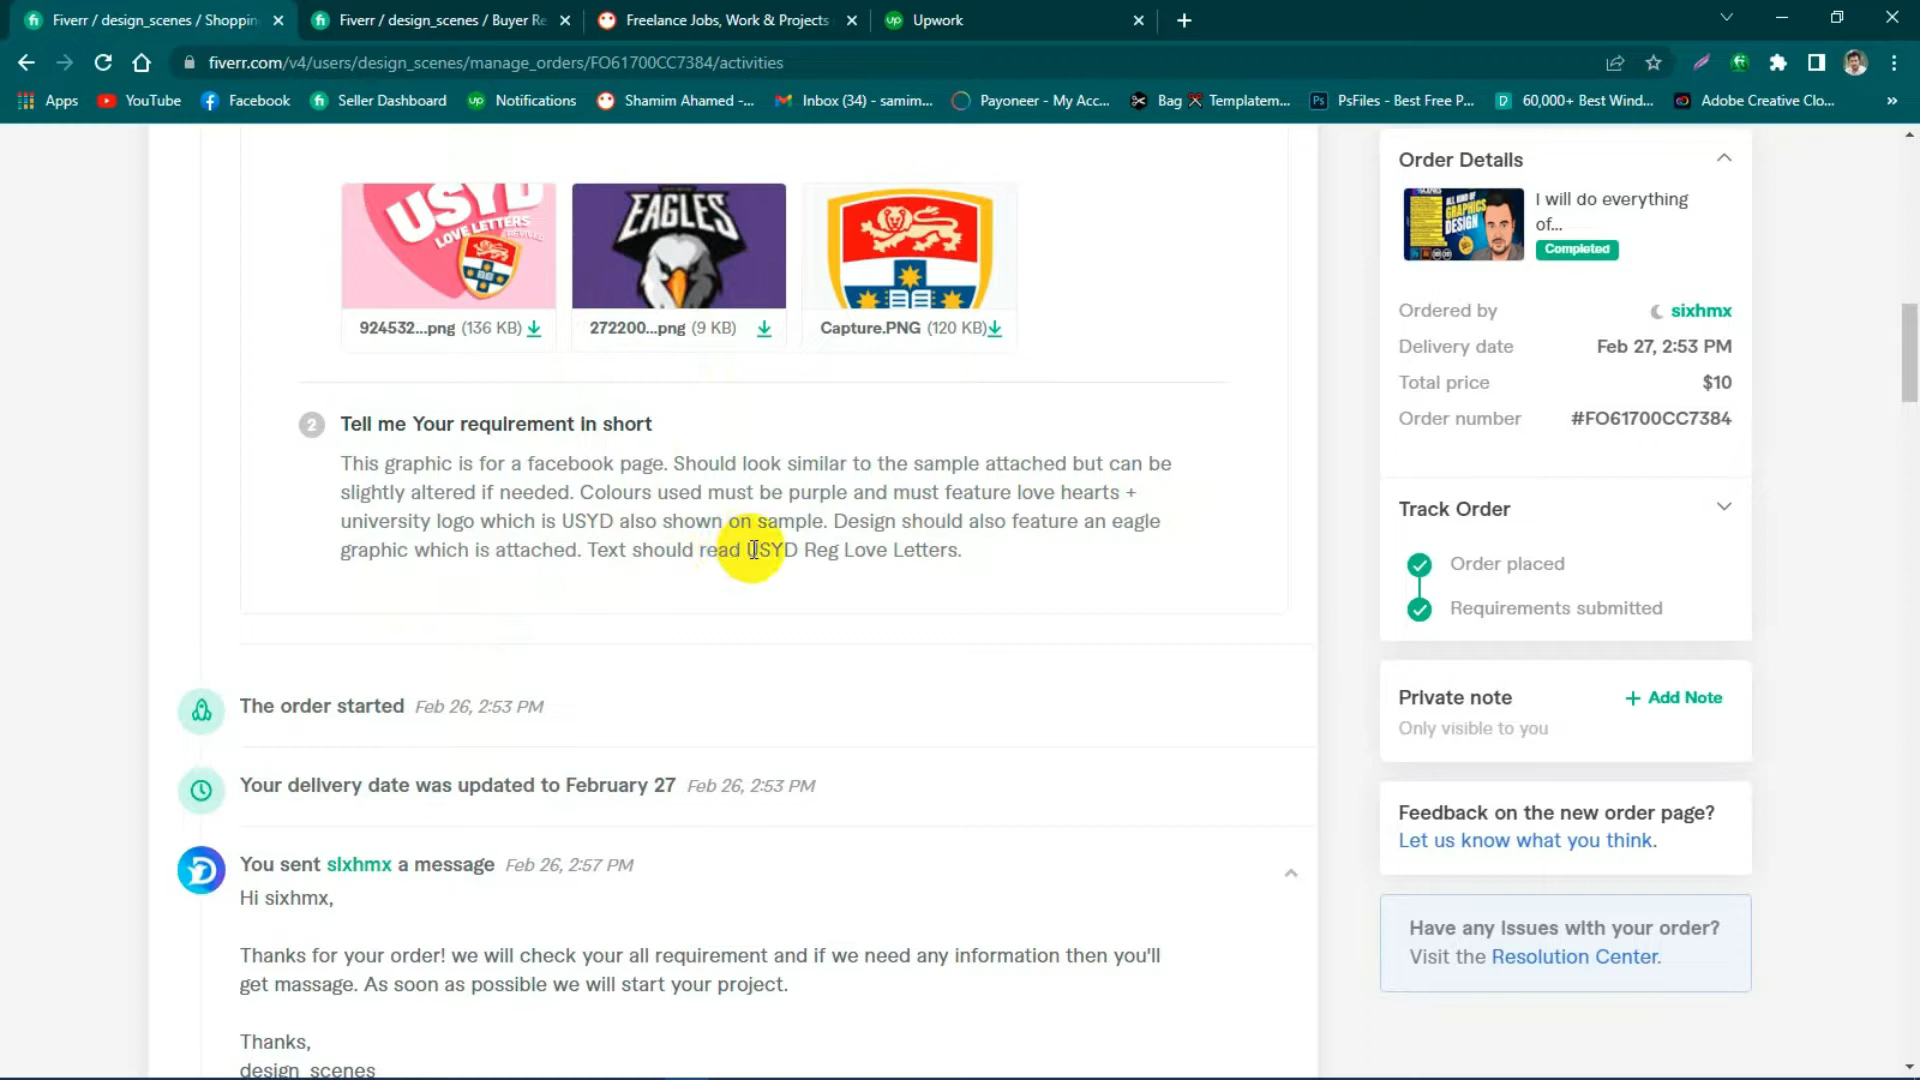 Fiverr / design_scenes / Shoppin
Fiverr / design_scenes / Buyer Re
Freelance Jobs, Work & Projects
Upwork
fiverr.com/v4/users/design_scenes/manage_orders/FO61700CC7384/activities
Apps
YouTube
Facebook
Seller Dashboard
Notifications
Shamim Ahamed -...
Inbox (34) - samim...
Payoneer - My Acc...
Bag
Templatem...
PsFiles - Best Free P...
60,000+ Best Wind...
Adobe Creative Clo...
USYD
LOVE LETTERS
REVIVED
EAGLES
924532...png (136 KB)
272200...png (9 KB)
Capture.PNG (120 KB)
2 Tell me Your requirement in short
This graphic is for a facebook page. Should look similar to the sample attached but can be
slightly altered if needed. Colours used must be purple and must feature love hearts +
university logo which is USYD also shown on sample. Design should also feature an eagle
graphic which is attached. Text should read USYD Reg Love Letters.
The order started Feb 26, 2:53 PM
Your delivery date was updated to February 27 Feb 26, 2:53 PM
You sent sixhmx a message Feb 26, 2:57 PM
Hi sixhmx,
Thanks for your order! we will check your all requirement and if we need any information then you'll
get massage. As soon as possible we will start your project.
Thanks,
design_scenes
Order Details
ALL KIND OF
GRAPHICS
DESIGN
I will do everything
of...
Completed
Ordered by sixhmx
Delivery date Feb 27, 2:53 PM
Total price $10
Order number #FO61700CC7384
Track Order
Order placed
Requirements submitted
Private note + Add Note
Only visible to you
Feedback on the new order page?
Let us know what you think.
Have any issues with your order?
Visit the Resolution Center.